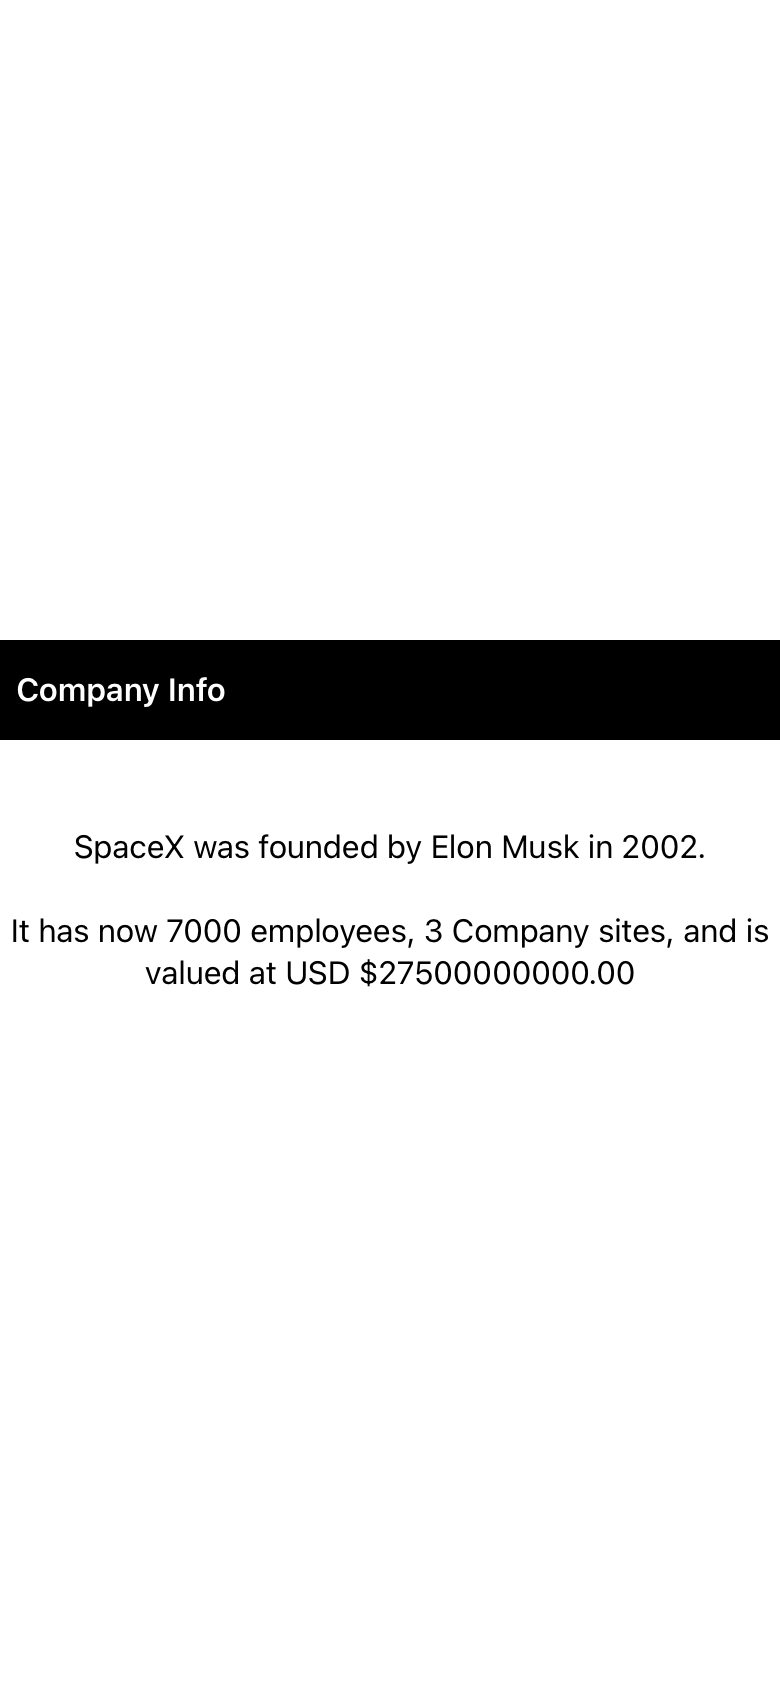 Company Info
SpaceX was founded by Elon Musk in 2002.
It has now 7000 employees, 3 Company sites, and is
valued at USD $27500000000.00